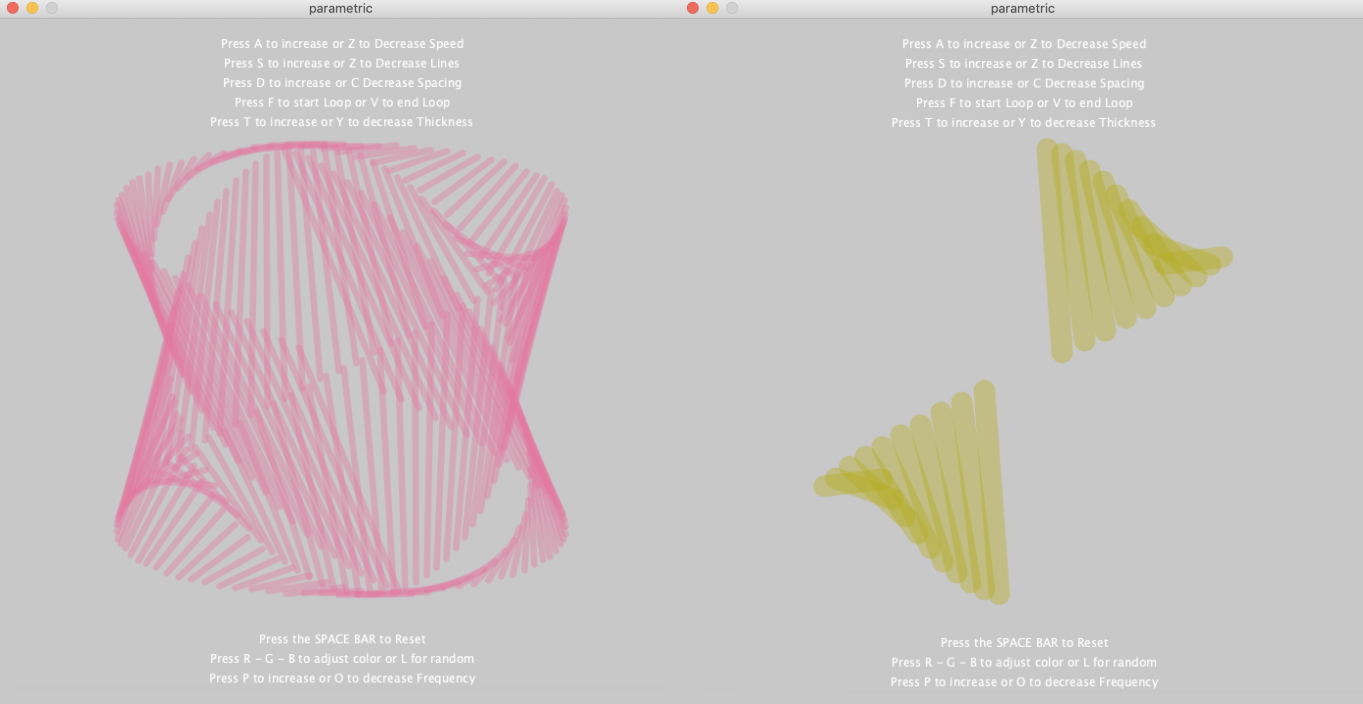 parametric
Press A to increase or Z to Decrease Speed
Press S to increase or Z to Decrease Lines
Press D to increase or C Decrease Spacing
Press F to start Loop or V to end Loop
Press T to increase or Y to decrease Thickness
Press the SPACE BAR to Reset
Press R – G – B to adjust color or L for random
Press P to increase or O to decrease Frequency
parametric
Press A to increase or Z to Decrease Speed
Press S to increase or Z to Decrease Lines
Press D to increase or C Decrease Spacing
Press F to start Loop or V to end Loop
Press T to increase or Y to decrease Thickness
Press the SPACE BAR to Reset
Press R – G – B to adjust color or L for random
Press P to increase or O to decrease Frequency